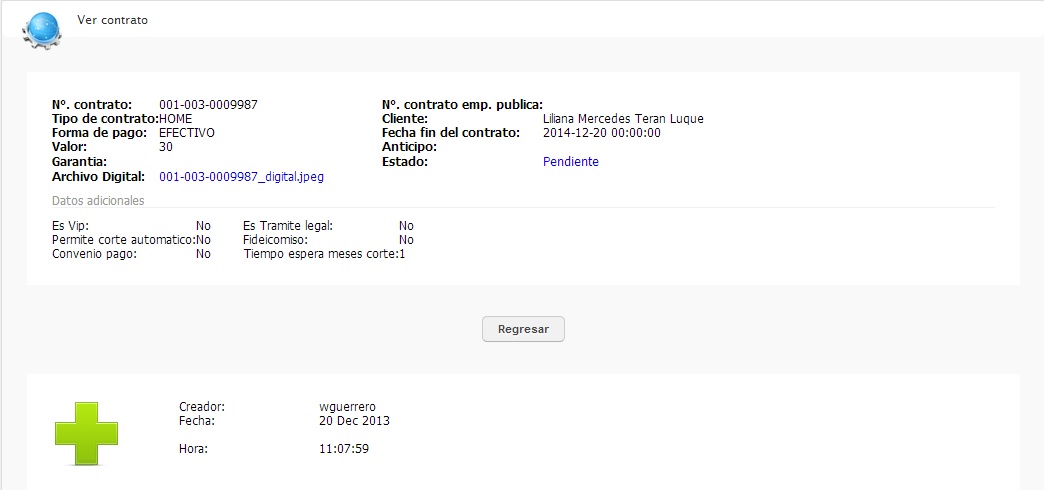 Ver contrato
Nº. contrato: 001-003-0009987 Nº. contrato emp. publica:
Tipo de contrato:HOME Cliente: Liliana Mercedes Teran Luque
Forma de pago: EFECTIVO Fecha fin del contrato: 2014-12-20 00:00:00
Valor: 30 Anticipo:
Garantia: Estado: Pendiente
Archivo Digital: 001-003-0009987_digital.jpeg
Datos adicionales
Es Vip: No Es Tramite legal: No
Permite corte automatico:No Fideicomiso: No
Convenio pago: No Tiempo espera meses corte:1
Regresar
Creador: wguerrero
Fecha: 20 Dec 2013
Hora: 11:07:59